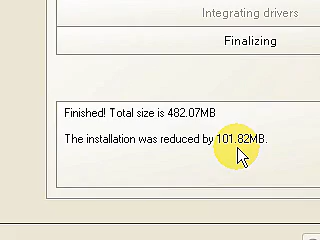 Integrating drivers
Finalizing
Finished! Total size is 482.07MB
The installation was reduced by 101.82MB.